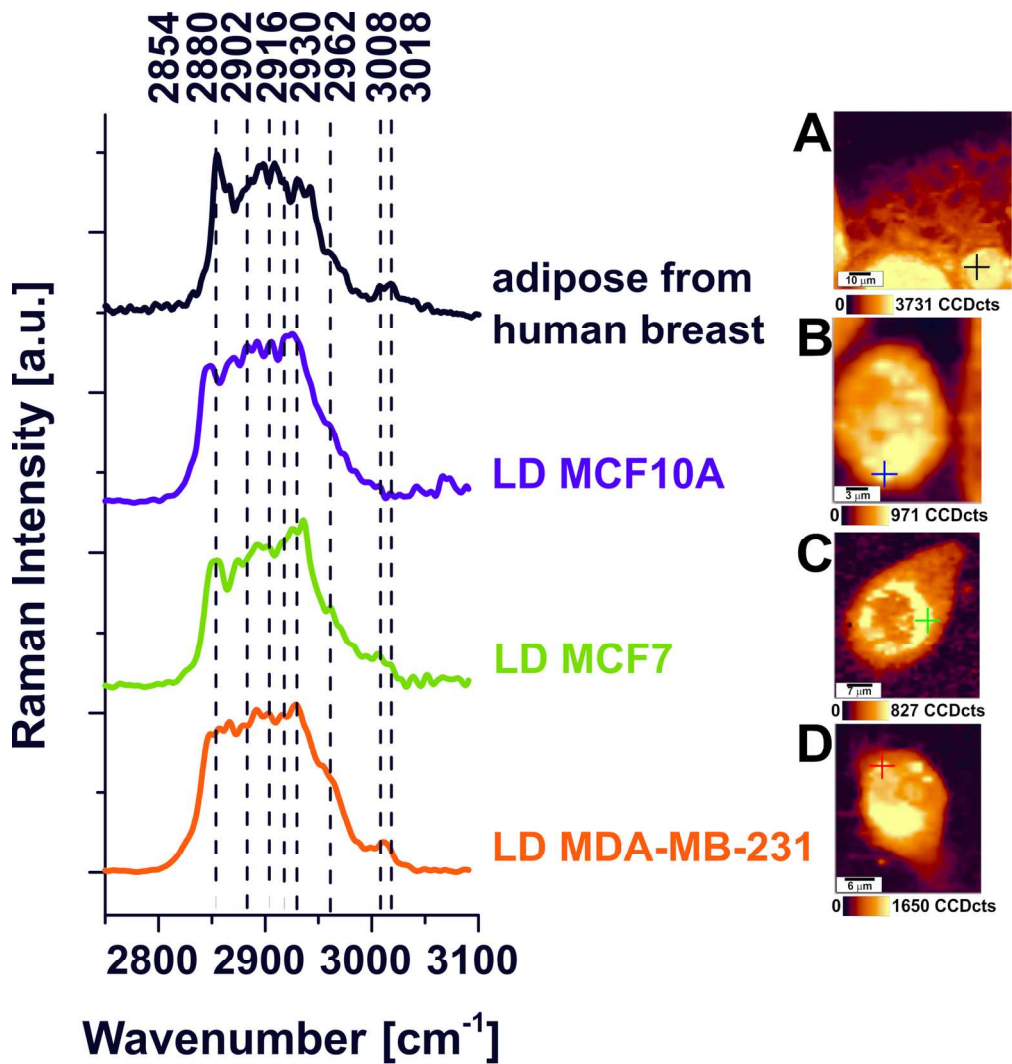 2854
2880
2902
2916
2930
2962
3008
3018
Raman Intensity [a.u.]
adipose from
human breast
LD MCF10A
LD MCF7
LD MDA-MB-231
2800 2900 3000 3100
Wavenumber [cm⁻¹]
A
10 µm
0 3731 CCDcts
B
3 µm
0 971 CCDcts
C
7 µm
0 827 CCDcts
D
6 µm
0 1650 CCDcts